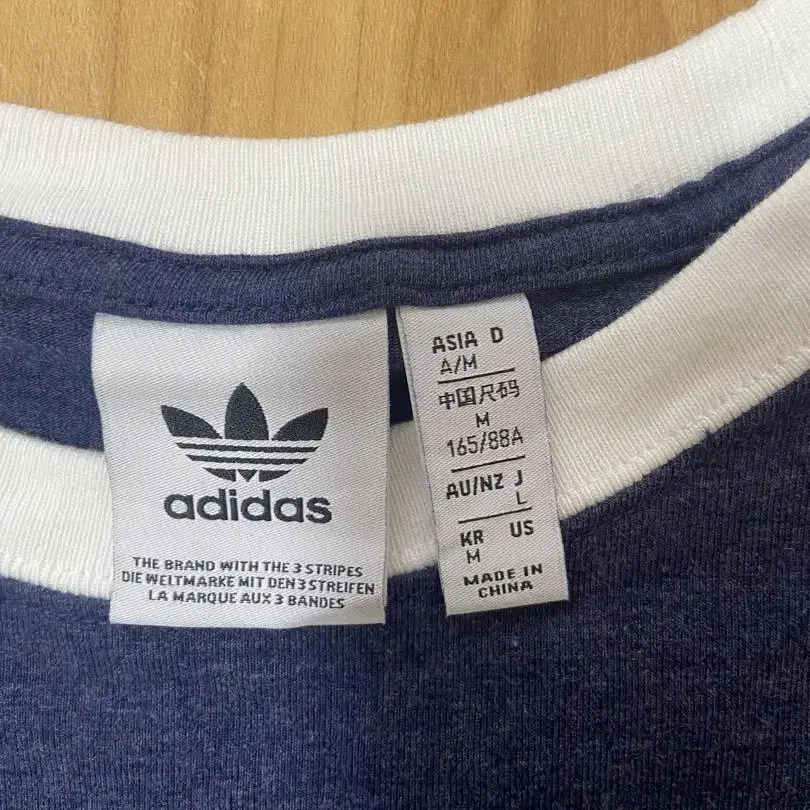 adidas
THE BRAND WITH THE 3 STRIPES
DIE WELTMARKE MIT DEN 3 STREIFEN
LA MARQUE AUX 3 BANDES
ASIA D
A/M
中国尺码
M
165/88A
AU/NZ J
L
KR US
M
MADE IN
CHINA